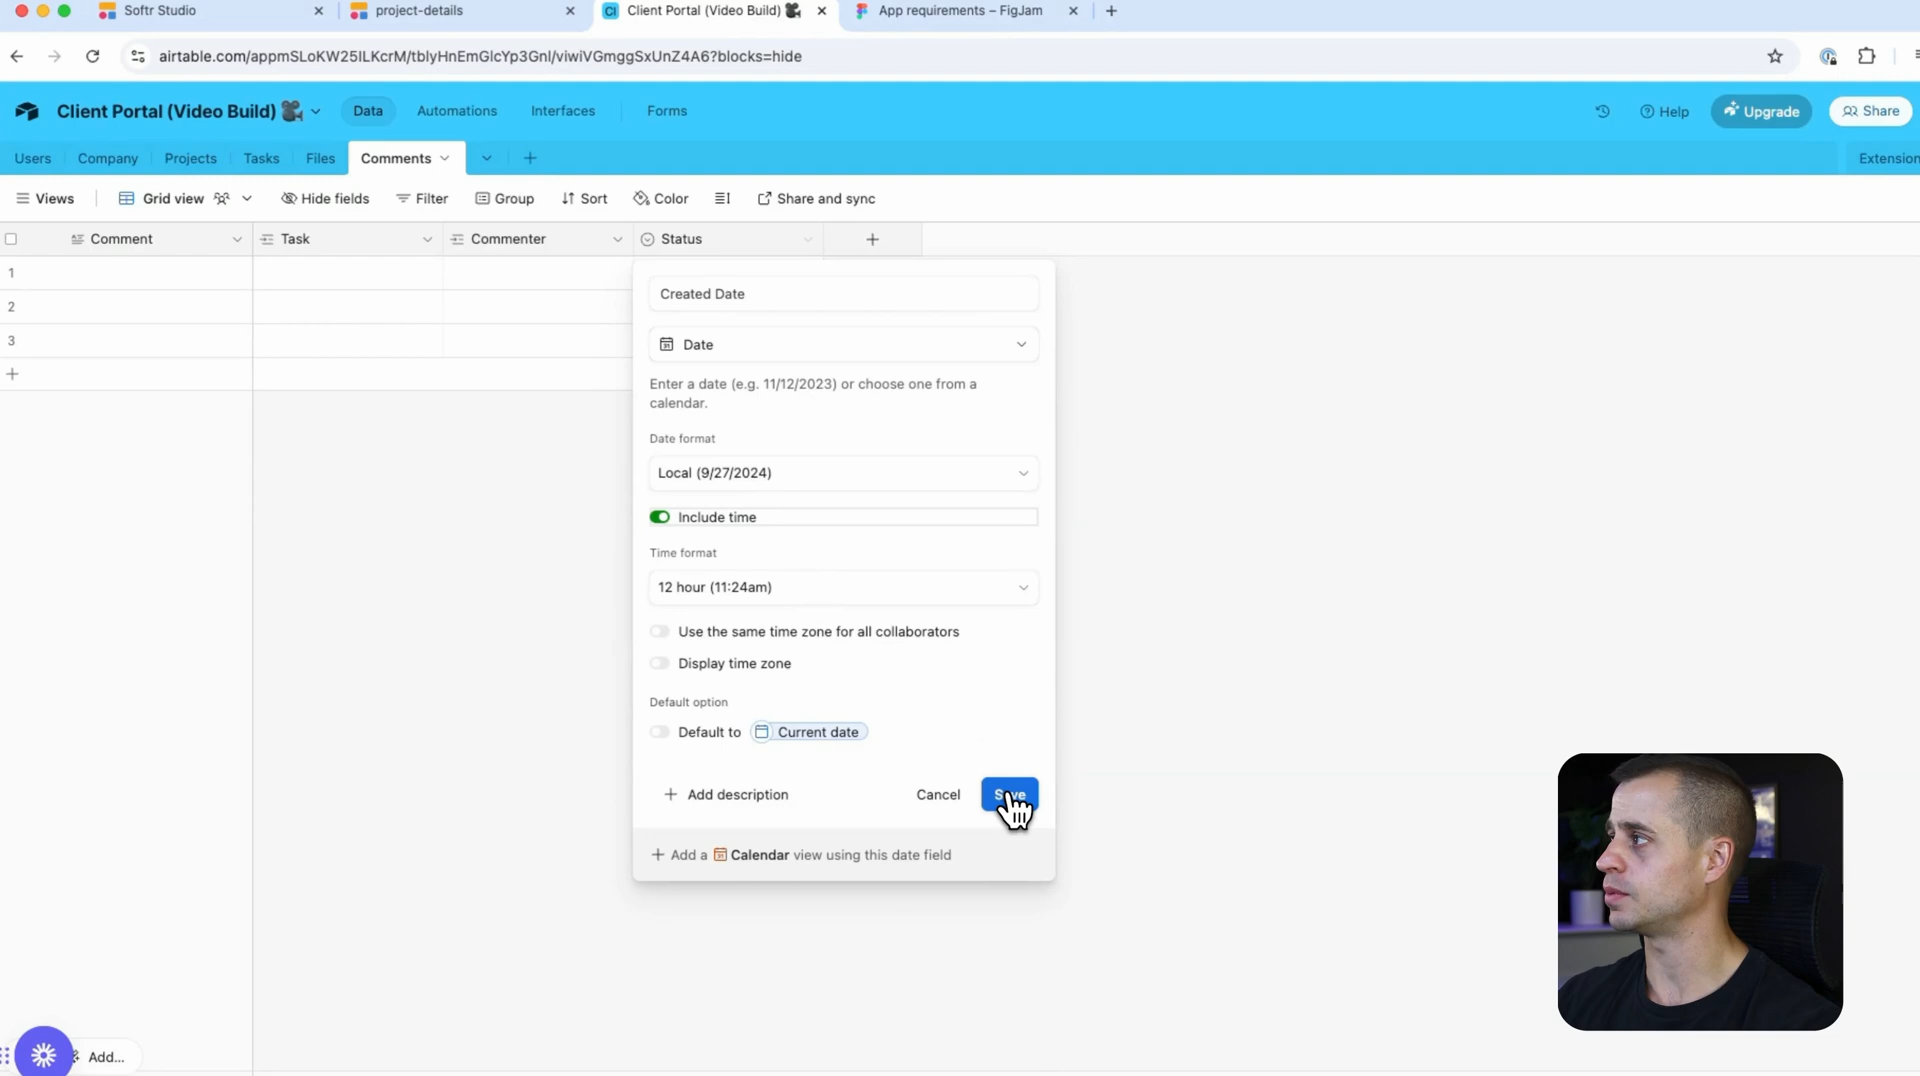 Softr Studio
project-details
Client Portal (Video Build)
App requirements – FigJam
airtable.com/appmSLoKW25ILKcrM/tblyHnEmGlcYp3Gnl/viwiVGmggSxUnZ4A6?blocks=hide
Client Portal (Video Build)
Data
Automations
Interfaces
Forms
Help
Upgrade
Share
Users
Company
Projects
Tasks
Files
Comments
Extension
Views
Grid view
Hide fields
Filter
Group
Sort
Color
Share and sync
Comment
Task
Commenter
Status
1
2
3
Created Date
Date
Enter a date (e.g. 11/12/2023) or choose one from a
calendar.
Date format
Local (9/27/2024)
Include time
Time format
12 hour (11:24am)
Use the same time zone for all collaborators
Display time zone
Default option
Default to Current date
Add description
Cancel
Save
Add a Calendar view using this date field
Add...